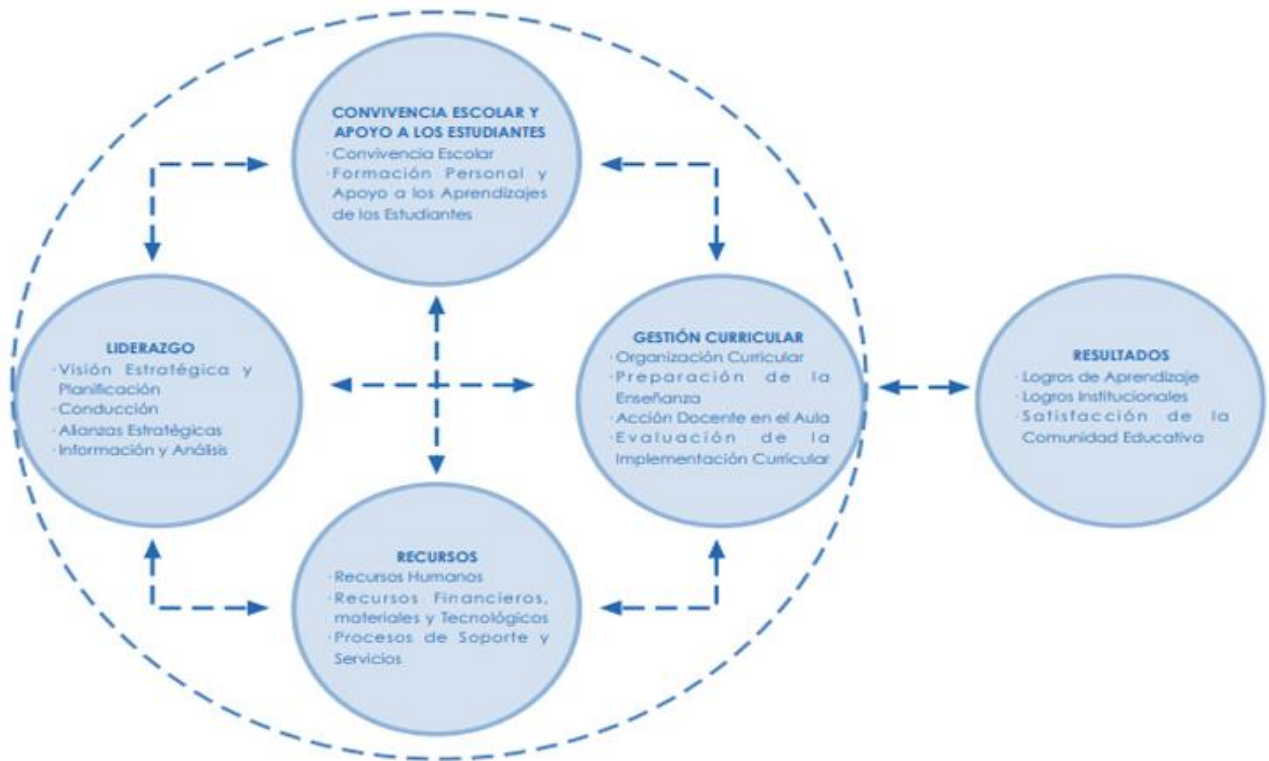 CONVIVENCIA ESCOLAR Y
APOYO A LOS ESTUDIANTES
·Convivencia Escolar
·Formación Personal y
Apoyo a los Aprendizajes
de los Estudiantes
LIDERAZGO
·Visión Estratégica y
Planificación
·Conducción
·Alianzas Estratégicas
·Información y Análisis
GESTIÓN CURRICULAR
·Organización Curricular
·Preparación de la
Enseñanza
·Acción Docente en el Aula
·Evaluación de la
Implementación Curricular
RESULTADOS
·Logros de Aprendizaje
·Logros Institucionales
·Satisfacción de la
Comunidad Educativa
RECURSOS
·Recursos Humanos
·Recursos Financieros,
materiales y Tecnológicos
·Procesos de Soporte y
Servicios